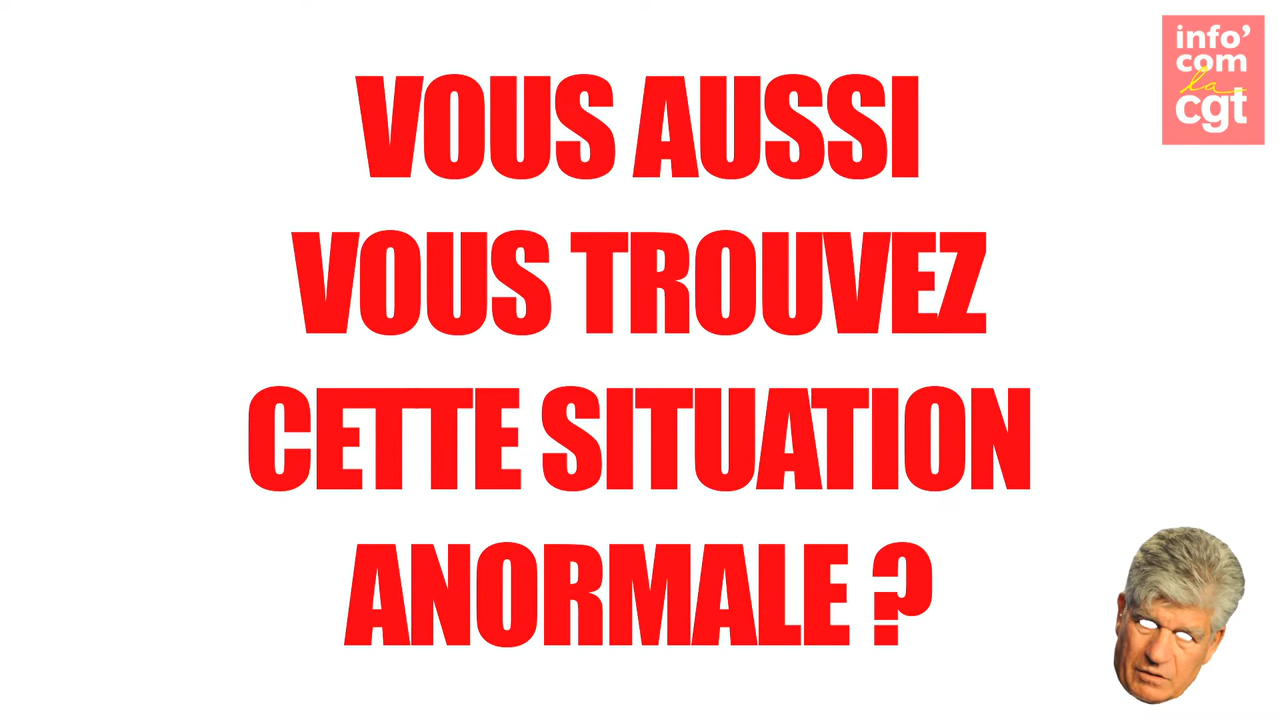 VOUS AUSSI
VOUS TROUVEZ
CETTE SITUATION
ANORMALE ?
info'
com
la
cgt